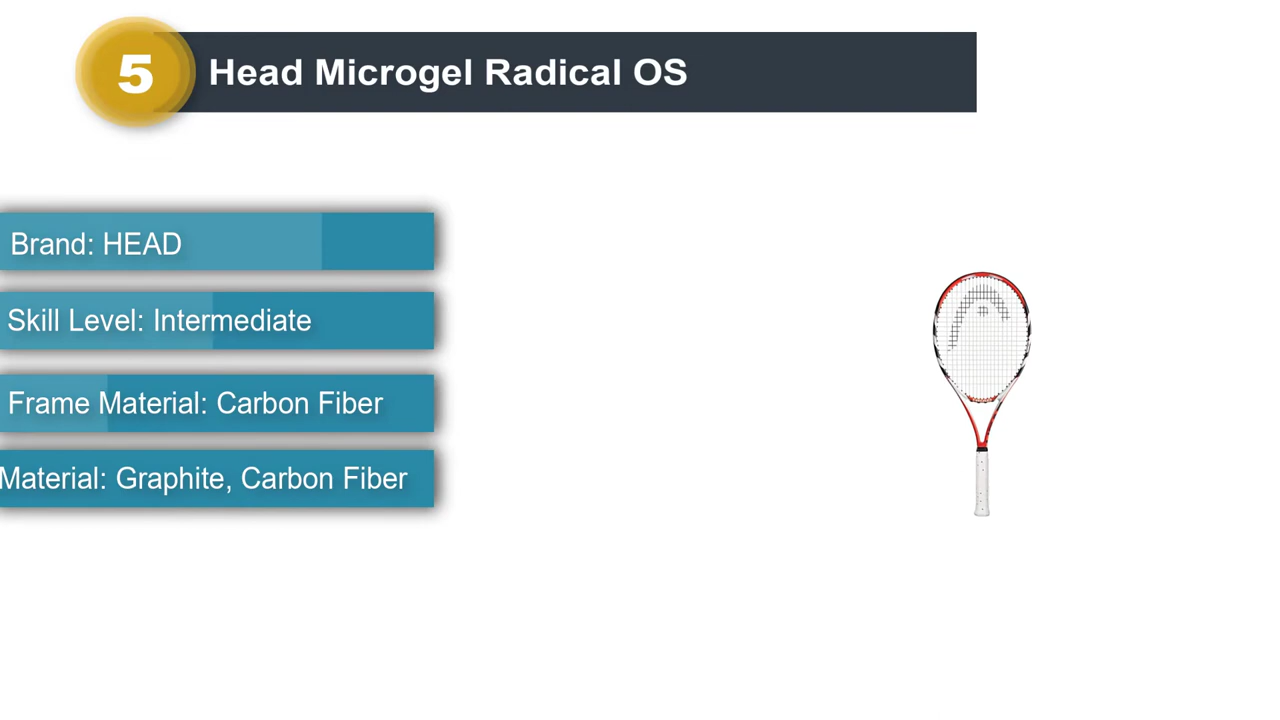 5
Head Microgel Radical OS
Brand: HEAD
Skill Level: Intermediate
Frame Material: Carbon Fiber
Material: Graphite, Carbon Fiber